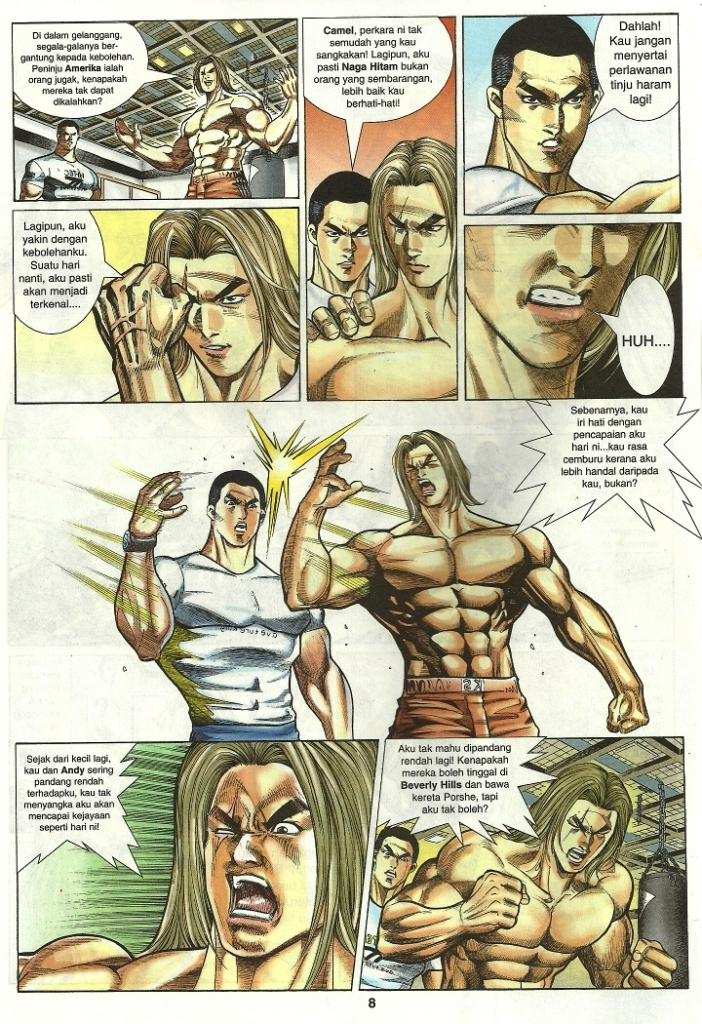 Di dalam gelanggang,
segala-galanya ber-
gantung kepada kebolehan.
Peninju Amerika ialah
orang jugak, kenapakah
mereka tak dapat
dikalahkan?
Camel, perkara ni tak
semudah yang kau
sangkakan! Lagipun, aku
pasti Naga Hitam bukan
orang yang sembarangan,
lebih baik kau
berhati-hati!
Dahlah!
Kau jangan
menyertai
perlawanan
tinju haram
lagi!
Lagipun, aku
yakin dengan
kebolehanku.
Suatu hari
nanti, aku pasti
akan menjadi
terkenal....
HUH....
Sebenarnya, kau
iri hati dengan
pencapaian aku
hari ni...kau rasa
cemburu kerana aku
lebih handal daripada
kau, bukan?
Sejak dari kecil lagi,
kau dan Andy sering
pandang rendah
terhadapku, kau tak
menyangka aku akan
mencapai kejayaan
seperti hari ni!
Aku tak mahu dipandang
rendah lagi! Kenapakah
mereka boleh tinggal di
Beverly Hills dan bawa
kereta Porshe, tapi
aku tak boleh?
8